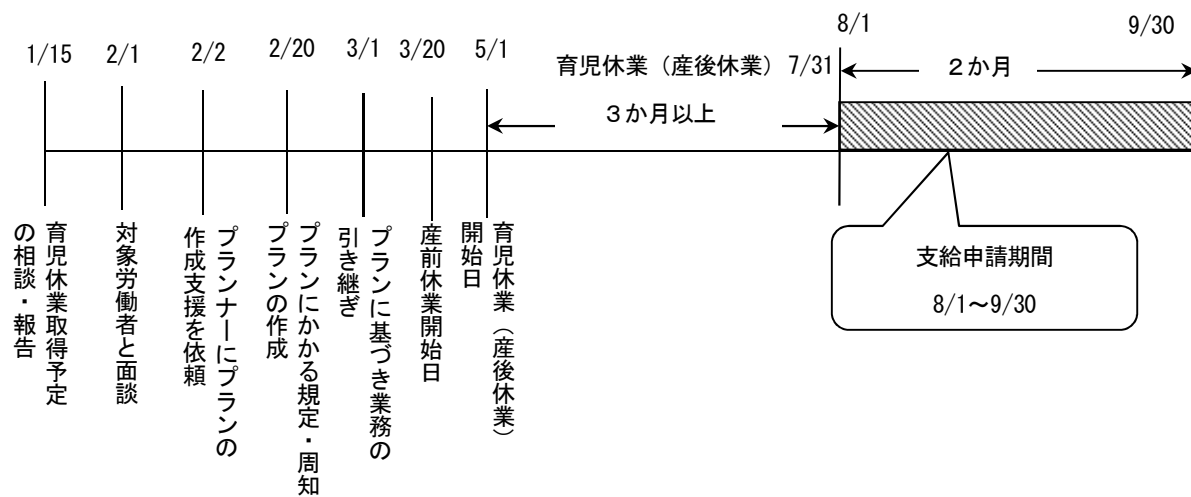 8/1
9/30
1/15
2/1
2/2
2/20
3/1
3/20
5/1
育児休業（産後休業）
7/31
２か月
３か月以上
育児休業取得予定
の相談・報告
対象労働者と面談
プランナーにプランの
作成支援を依頼
プランにかかる規定・周知
プランの作成
プランに基づき業務の
引き継ぎ
産前休業開始日
育児休業（産後休業）
開始日
支給申請期間
8/1～9/30